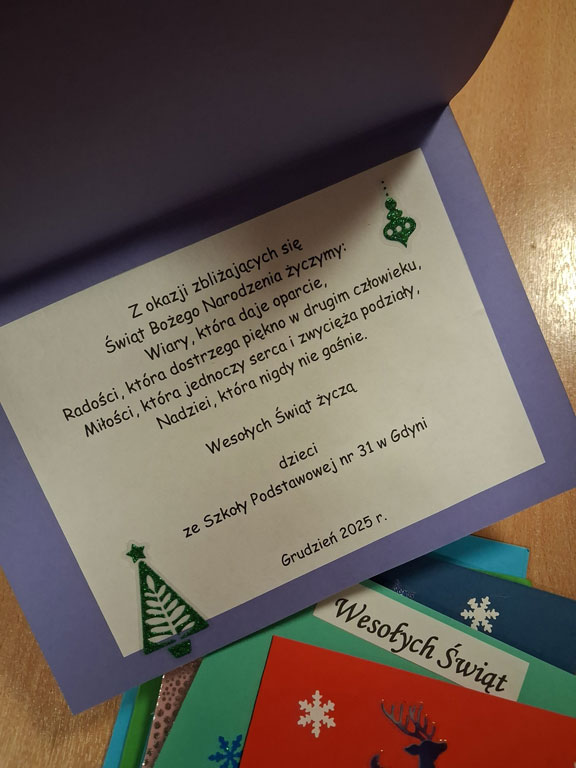 Z okazji zbliżających się
Świąt Bożego Narodzenia życzymy:
Wiary, która daje oparcie,
Radości, która dostrzega piękno w drugim człowieku,
Miłości, która jednoczy serca i zwycięża podziały,
Nadziei, która nigdy nie gaśnie.
Wesołych Świąt życzą
dzieci
ze Szkoły Podstawowej nr 31 w Gdyni
Grudzień 2025 r.
Wesołych Świąt